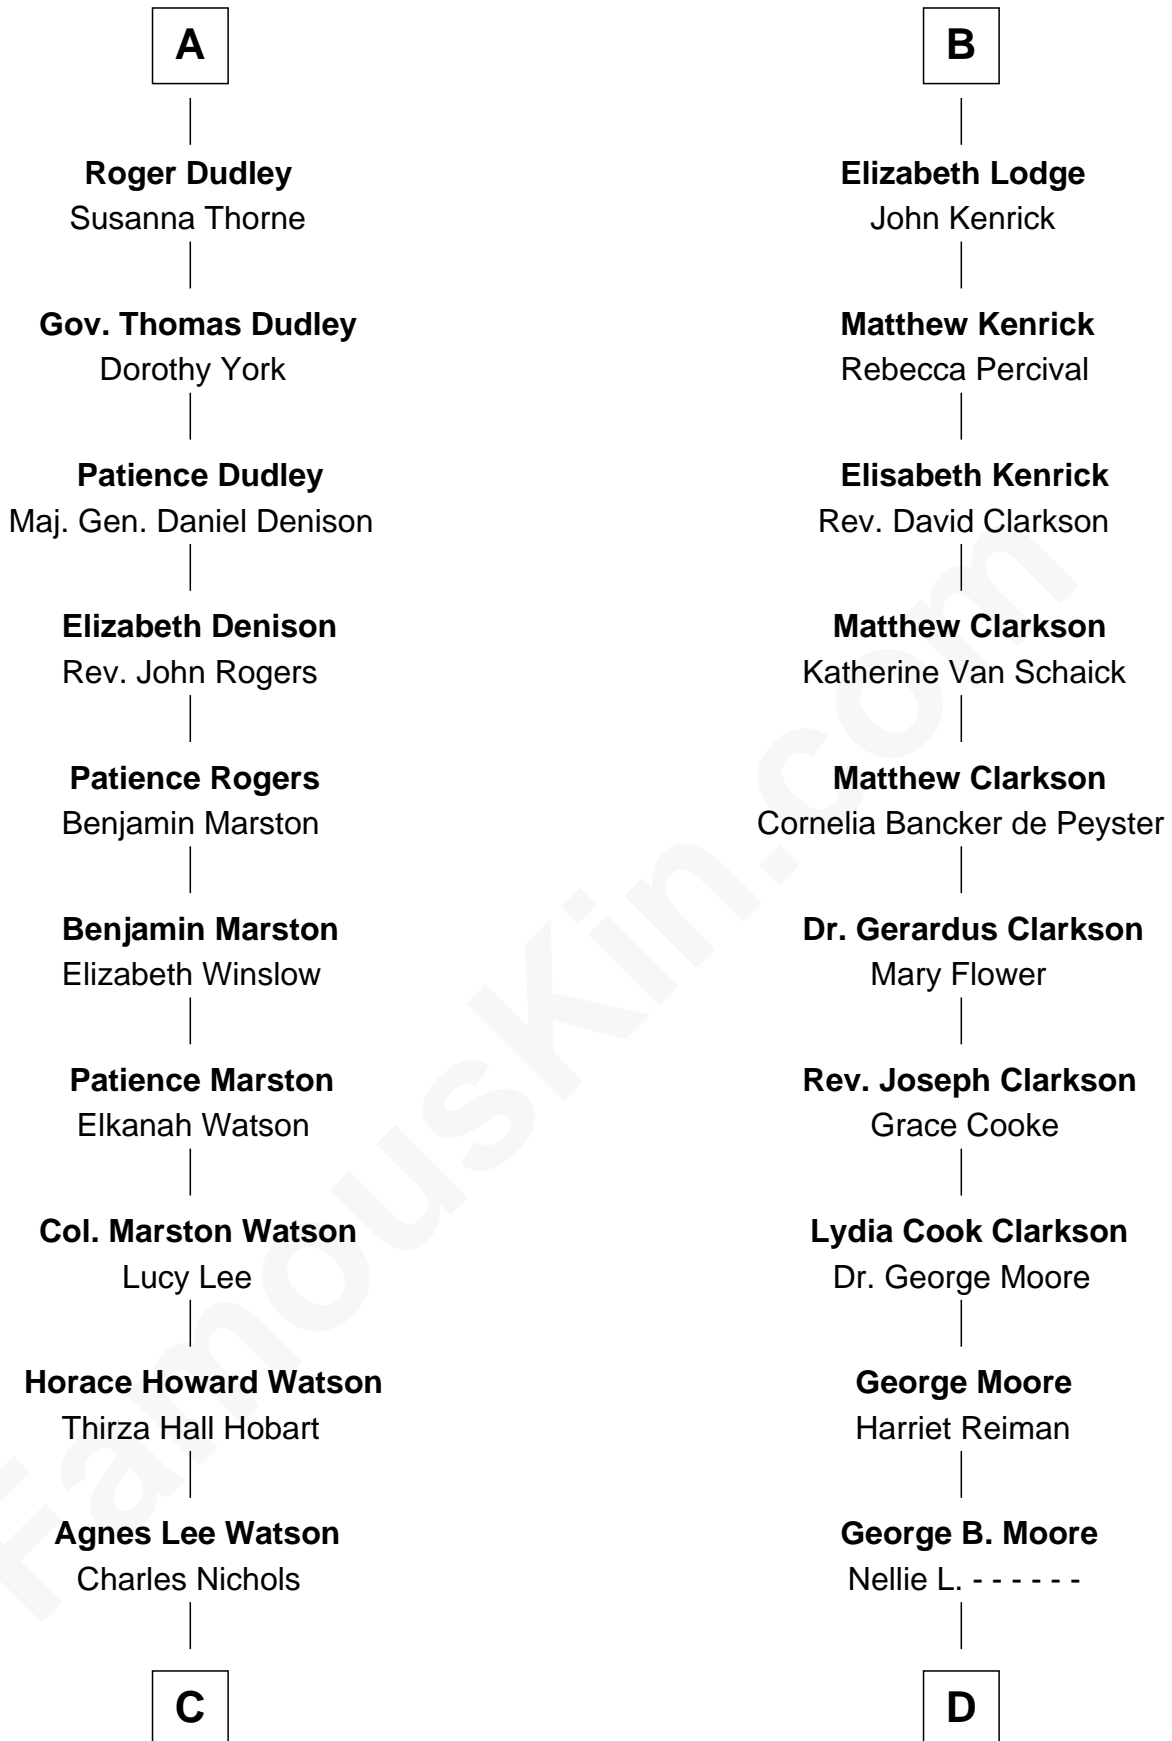 A
Roger Dudley
Susanna Thorne
Gov. Thomas Dudley
Dorothy York
Patience Dudley
Maj. Gen. Daniel Denison
Elizabeth Denison
Rev. John Rogers
Patience Rogers
Benjamin Marston
Benjamin Marston
Elizabeth Winslow
Patience Marston
Elkanah Watson
Col. Marston Watson
Lucy Lee
Horace Howard Watson
Thirza Hall Hobart
Agnes Lee Watson
Charles Nichols
C
B
Elizabeth Lodge
John Kenrick
Matthew Kenrick
Rebecca Percival
Elisabeth Kenrick
Rev. David Clarkson
Matthew Clarkson
Katherine Van Schaick
Matthew Clarkson
Cornelia Bancker de Peyster
Dr. Gerardus Clarkson
Mary Flower
Rev. Joseph Clarkson
Grace Cooke
Lydia Cook Clarkson
Dr. George Moore
George Moore
Harriet Reiman
George B. Moore
Nellie L. - - - - - -
D
FamousKin.com